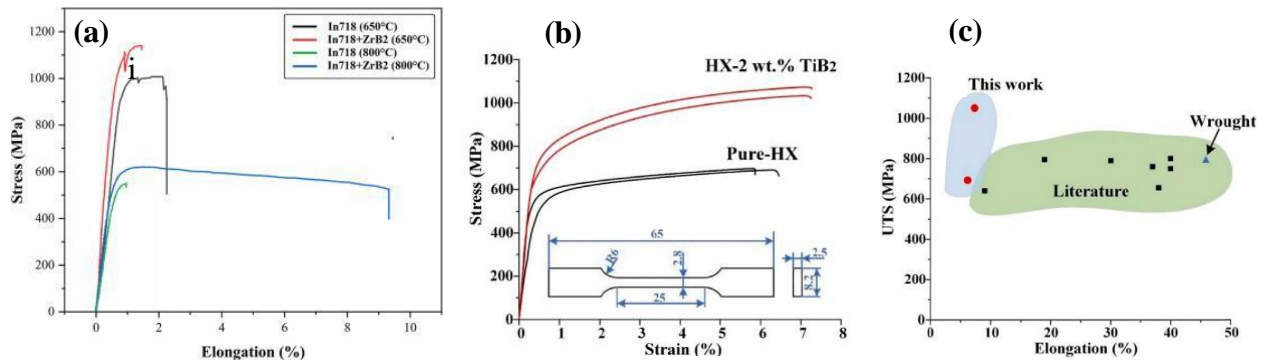 (a)
In718 (650°C)
In718+ZrB2 (650°C)
In718 (800°C)
In718+ZrB2 (800°C)
i
1200
1000
800
600
400
200
0
Stress (MPa)
0 2 4 6 8 10
Elongation (%)
(b)
HX-2 wt.% TiB2
Pure-HX
1200
1000
800
600
400
200
0
Stress (MPa)
65
R6
2.8
25
2.5
8.2
0 1 2 3 4 5 6 7 8
Strain (%)
(c)
This work
Wrought
Literature
1200
1000
800
600
400
200
0
UTS (MPa)
0 10 20 30 40 50
Elongation (%)